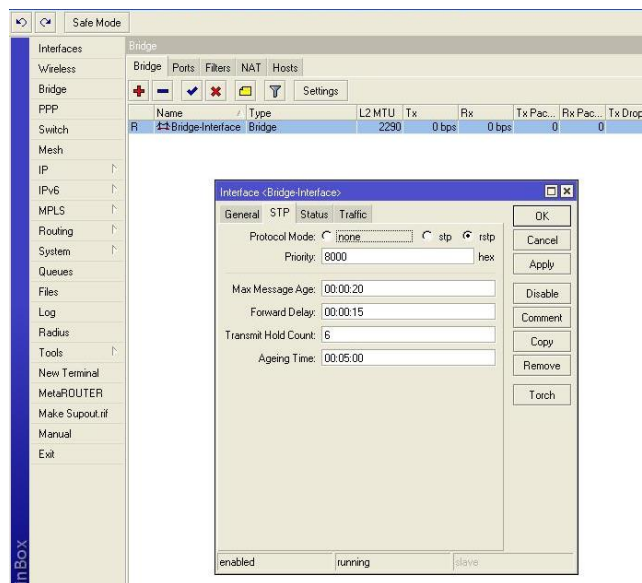 Safe Mode
Interfaces
Wireless
Bridge
PPP
Switch
Mesh
IP
IPv6
MPLS
Routing
System
Queues
Files
Log
Radius
Tools
New Terminal
MetaROUTER
Make Supout.rif
Manual
Exit
nBox
Bridge
Bridge Ports Filters NAT Hosts
Settings
Name Type L2 MTU Tx Rx Tx Pac... Rx Pac... Tx Drop
R Bridge-Interface Bridge 2290 0 bps 0 bps 0 0
Interface <Bridge-Interface>
General STP Status Traffic
Protocol Mode: none stp rstp
Priority: 8000 hex
Max Message Age: 00:00:20
Forward Delay: 00:00:15
Transmit Hold Count: 6
Ageing Time: 00:05:00
OK
Cancel
Apply
Disable
Comment
Copy
Remove
Torch
enabled running slave